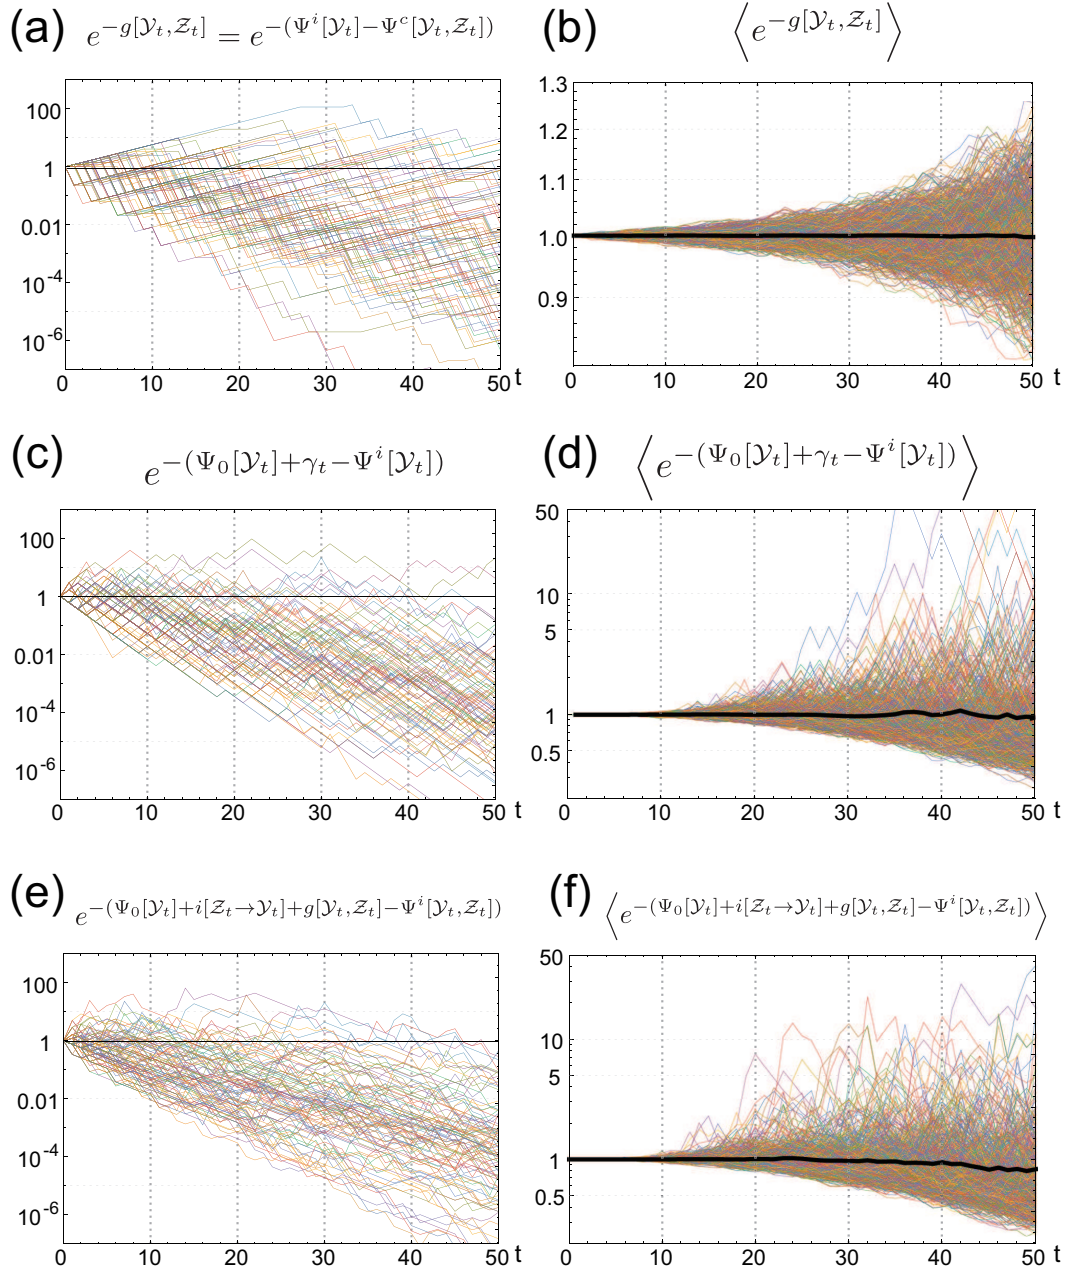 (a) e^{-g[𝒴_t,𝒵_t]} = e^{-(Ψ^i[𝒴_t]-Ψ^c[𝒴_t,𝒵_t])}
100
1
0.01
10^{-4}
10^{-6}
0 10 20 30 40 50 t
(b) ⟨e^{-g[𝒴_t,𝒵_t]}⟩
1.3
1.2
1.1
1.0
0.9
0 10 20 30 40 50 t
(c) e^{-(Ψ_0[𝒴_t]+γ_t-Ψ^i[𝒴_t])}
100
1
0.01
10^{-4}
10^{-6}
0 10 20 30 40 50 t
(d) ⟨e^{-(Ψ_0[𝒴_t]+γ_t-Ψ^i[𝒴_t])}⟩
50
10
5
1
0.5
0 10 20 30 40 50 t
(e) e^{-(Ψ_0[𝒴_t]+i[𝒵_t→𝒴_t]+g[𝒴_t,𝒵_t]-Ψ^i[𝒴_t,𝒵_t])}
100
1
0.01
10^{-4}
10^{-6}
0 10 20 30 40 50 t
(f) ⟨e^{-(Ψ_0[𝒴_t]+i[𝒵_t→𝒴_t]+g[𝒴_t,𝒵_t]-Ψ^i[𝒴_t,𝒵_t])}⟩
50
10
5
1
0.5
0 10 20 30 40 50 t